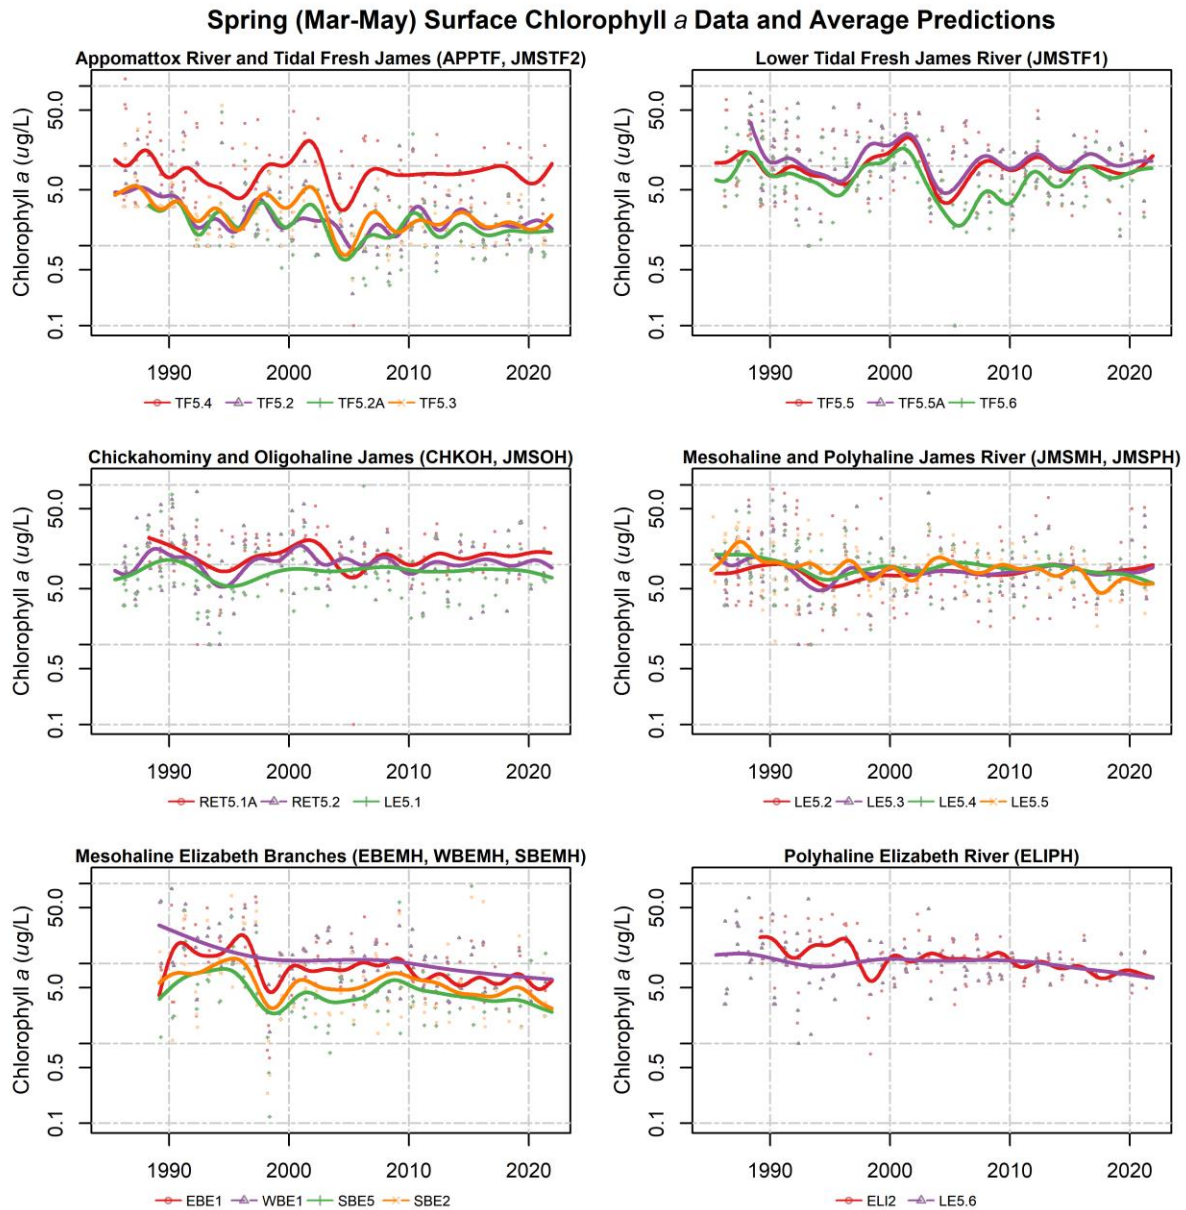 Spring (Mar-May) Surface Chlorophyll a Data and Average Predictions
Appomattox River and Tidal Fresh James (APPTF, JMSTF2)
Chlorophyll a (ug/L)
50.0
5.0
0.5
0.1
1990 2000 2010 2020
TF5.4 TF5.2 TF5.2A TF5.3
Lower Tidal Fresh James River (JMSTF1)
Chlorophyll a (ug/L)
50.0
5.0
0.5
0.1
1990 2000 2010 2020
TF5.5 TF5.5A TF5.6
Chickahominy and Oligohaline James (CHKOH, JMSOH)
Chlorophyll a (ug/L)
50.0
5.0
0.5
0.1
1990 2000 2010 2020
RET5.1A RET5.2 LE5.1
Mesohaline and Polyhaline James River (JMSMH, JMSPH)
Chlorophyll a (ug/L)
50.0
5.0
0.5
0.1
1990 2000 2010 2020
LE5.2 LE5.3 LE5.4 LE5.5
Mesohaline Elizabeth Branches (EBEMH, WBEMH, SBEMH)
Chlorophyll a (ug/L)
50.0
5.0
0.5
0.1
1990 2000 2010 2020
EBE1 WBE1 SBE5 SBE2
Polyhaline Elizabeth River (ELIPH)
Chlorophyll a (ug/L)
50.0
5.0
0.5
0.1
1990 2000 2010 2020
ELI2 LE5.6